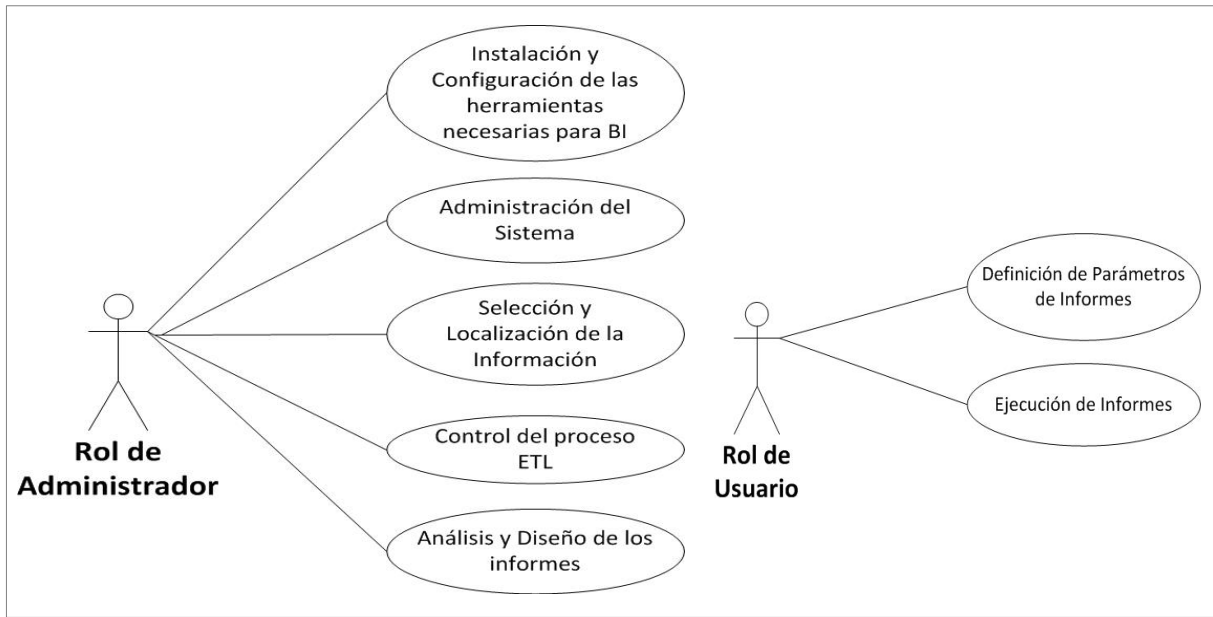 Instalación y
Configuración de las
herramientas
necesarias para BI
Administración del
Sistema
Selección y
Localización de la
Información
Control del proceso
ETL
Análisis y Diseño de los
informes
Rol de
Administrador
Definición de Parámetros
de Informes
Ejecución de Informes
Rol de
Usuario